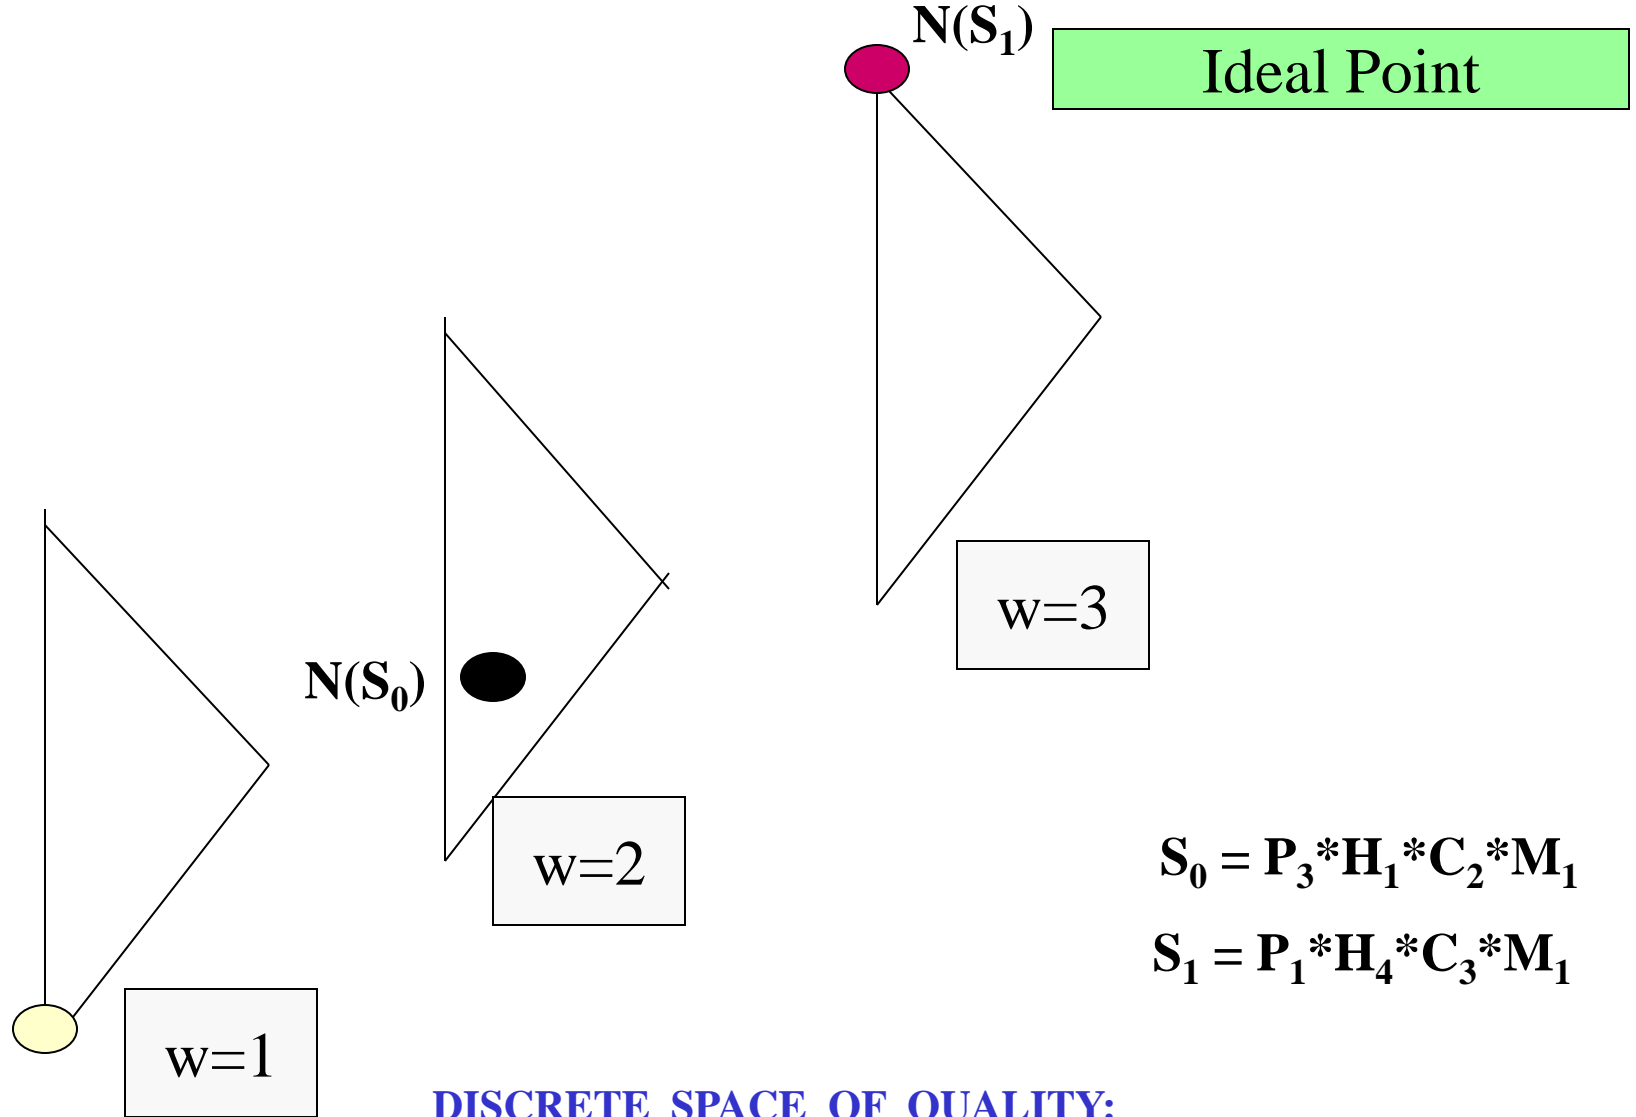 N(S₁)
Ideal Point
w=3
N(S₀)
w=2
S₀ = P₃*H₁*C₂*M₁
S₁ = P₁*H₄*C₃*M₁
w=1
DISCRETE SPACE OF QUALITY: